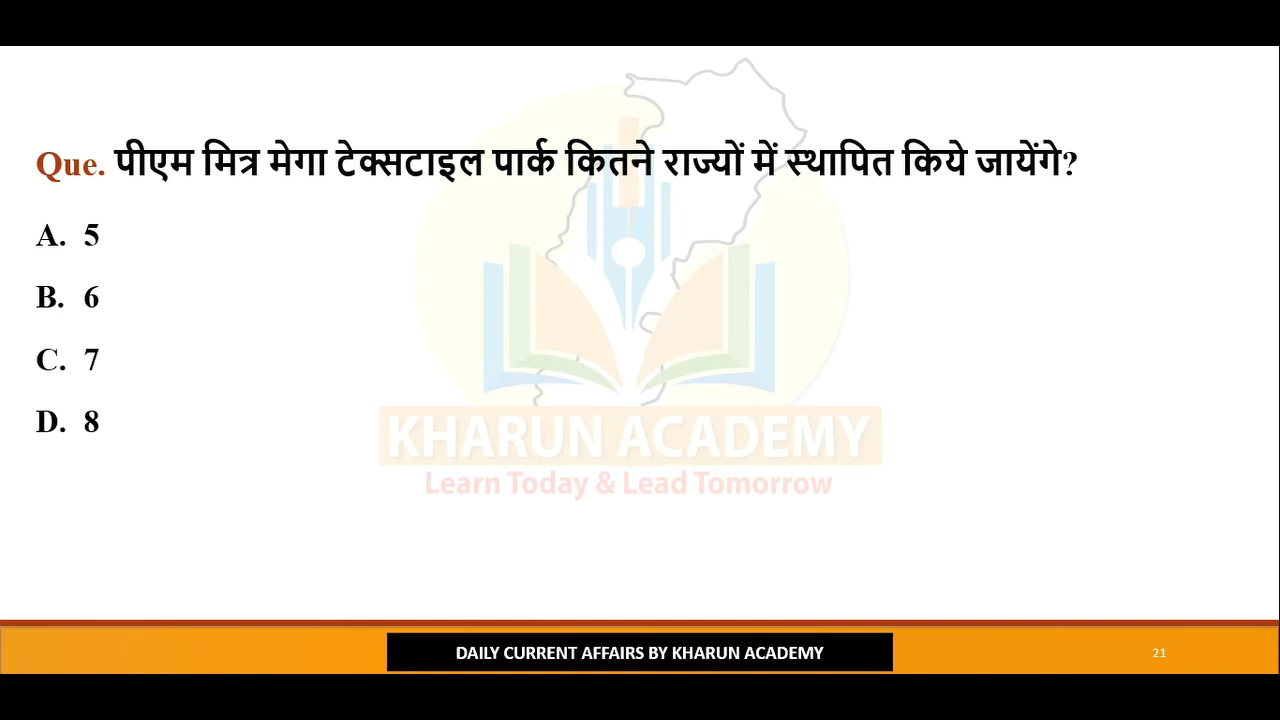 Que. पीएम मित्र मेगा टेक्सटाइल पार्क कितने राज्यों में स्थापित किये जायेंगे?
A. 5
B. 6
C. 7
D. 8
KHARUN ACADEMY
Learn Today & Lead Tomorrow
DAILY CURRENT AFFAIRS BY KHARUN ACADEMY
21